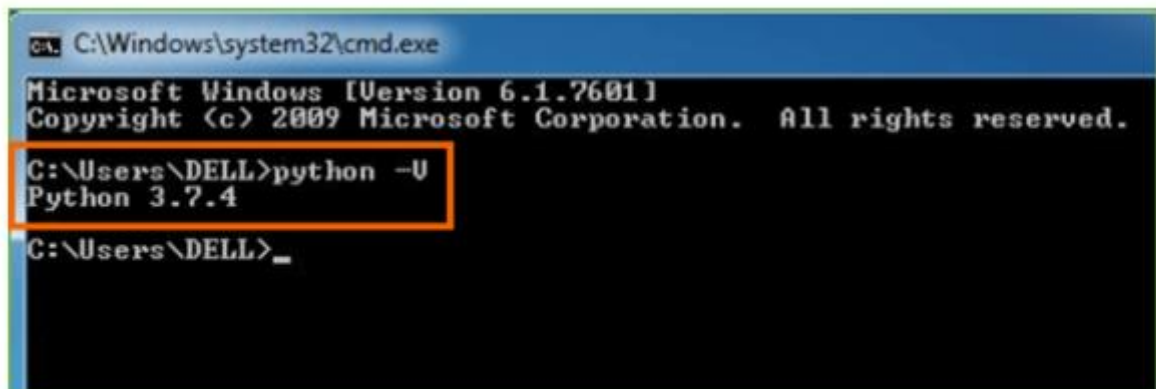 C:\Windows\system32\cmd.exe
Microsoft Windows [Version 6.1.7601]
Copyright (c) 2009 Microsoft Corporation.  All rights reserved.
C:\Users\DELL>python -V
Python 3.7.4
C:\Users\DELL>_